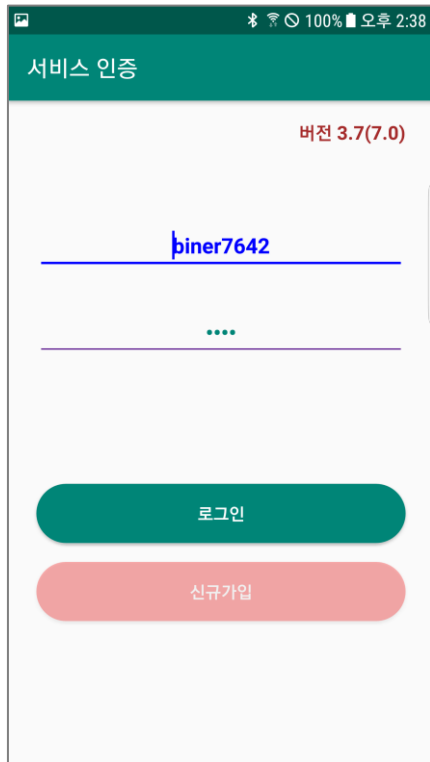 100% 오후 2:38
서비스 인증
버전 3.7(7.0)
biner7642
••••
로그인
신규가입